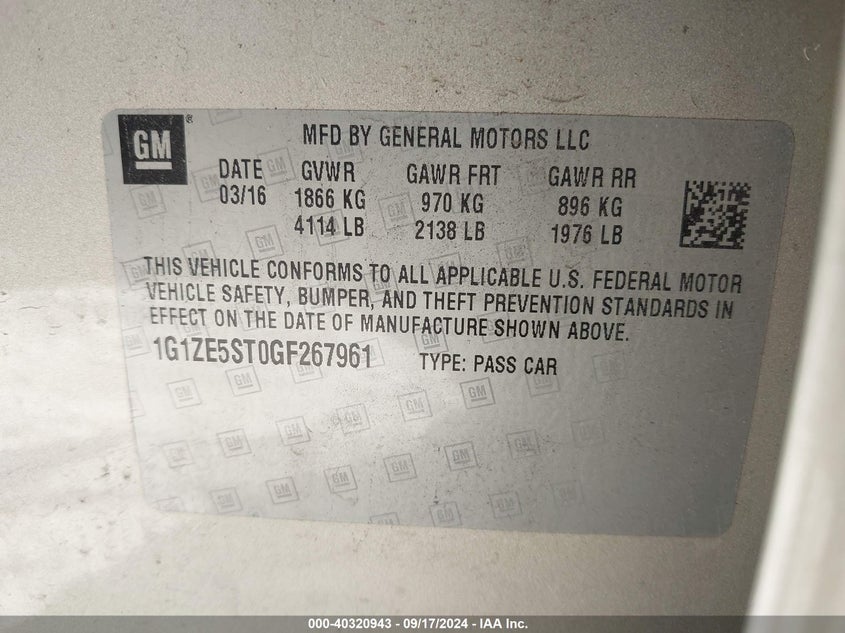 GM ®
MFD BY GENERAL MOTORS LLC
DATE GVWR GAWR FRT GAWR RR
03/16 1866 KG 970 KG 896 KG
4114 LB 2138 LB 1976 LB
THIS VEHICLE CONFORMS TO ALL APPLICABLE U.S. FEDERAL MOTOR
VEHICLE SAFETY, BUMPER, AND THEFT PREVENTION STANDARDS IN
EFFECT ON THE DATE OF MANUFACTURE SHOWN ABOVE.
1G1ZE5ST0GF267961 TYPE: PASS CAR
000-40320943 - 09/17/2024 - IAA Inc.